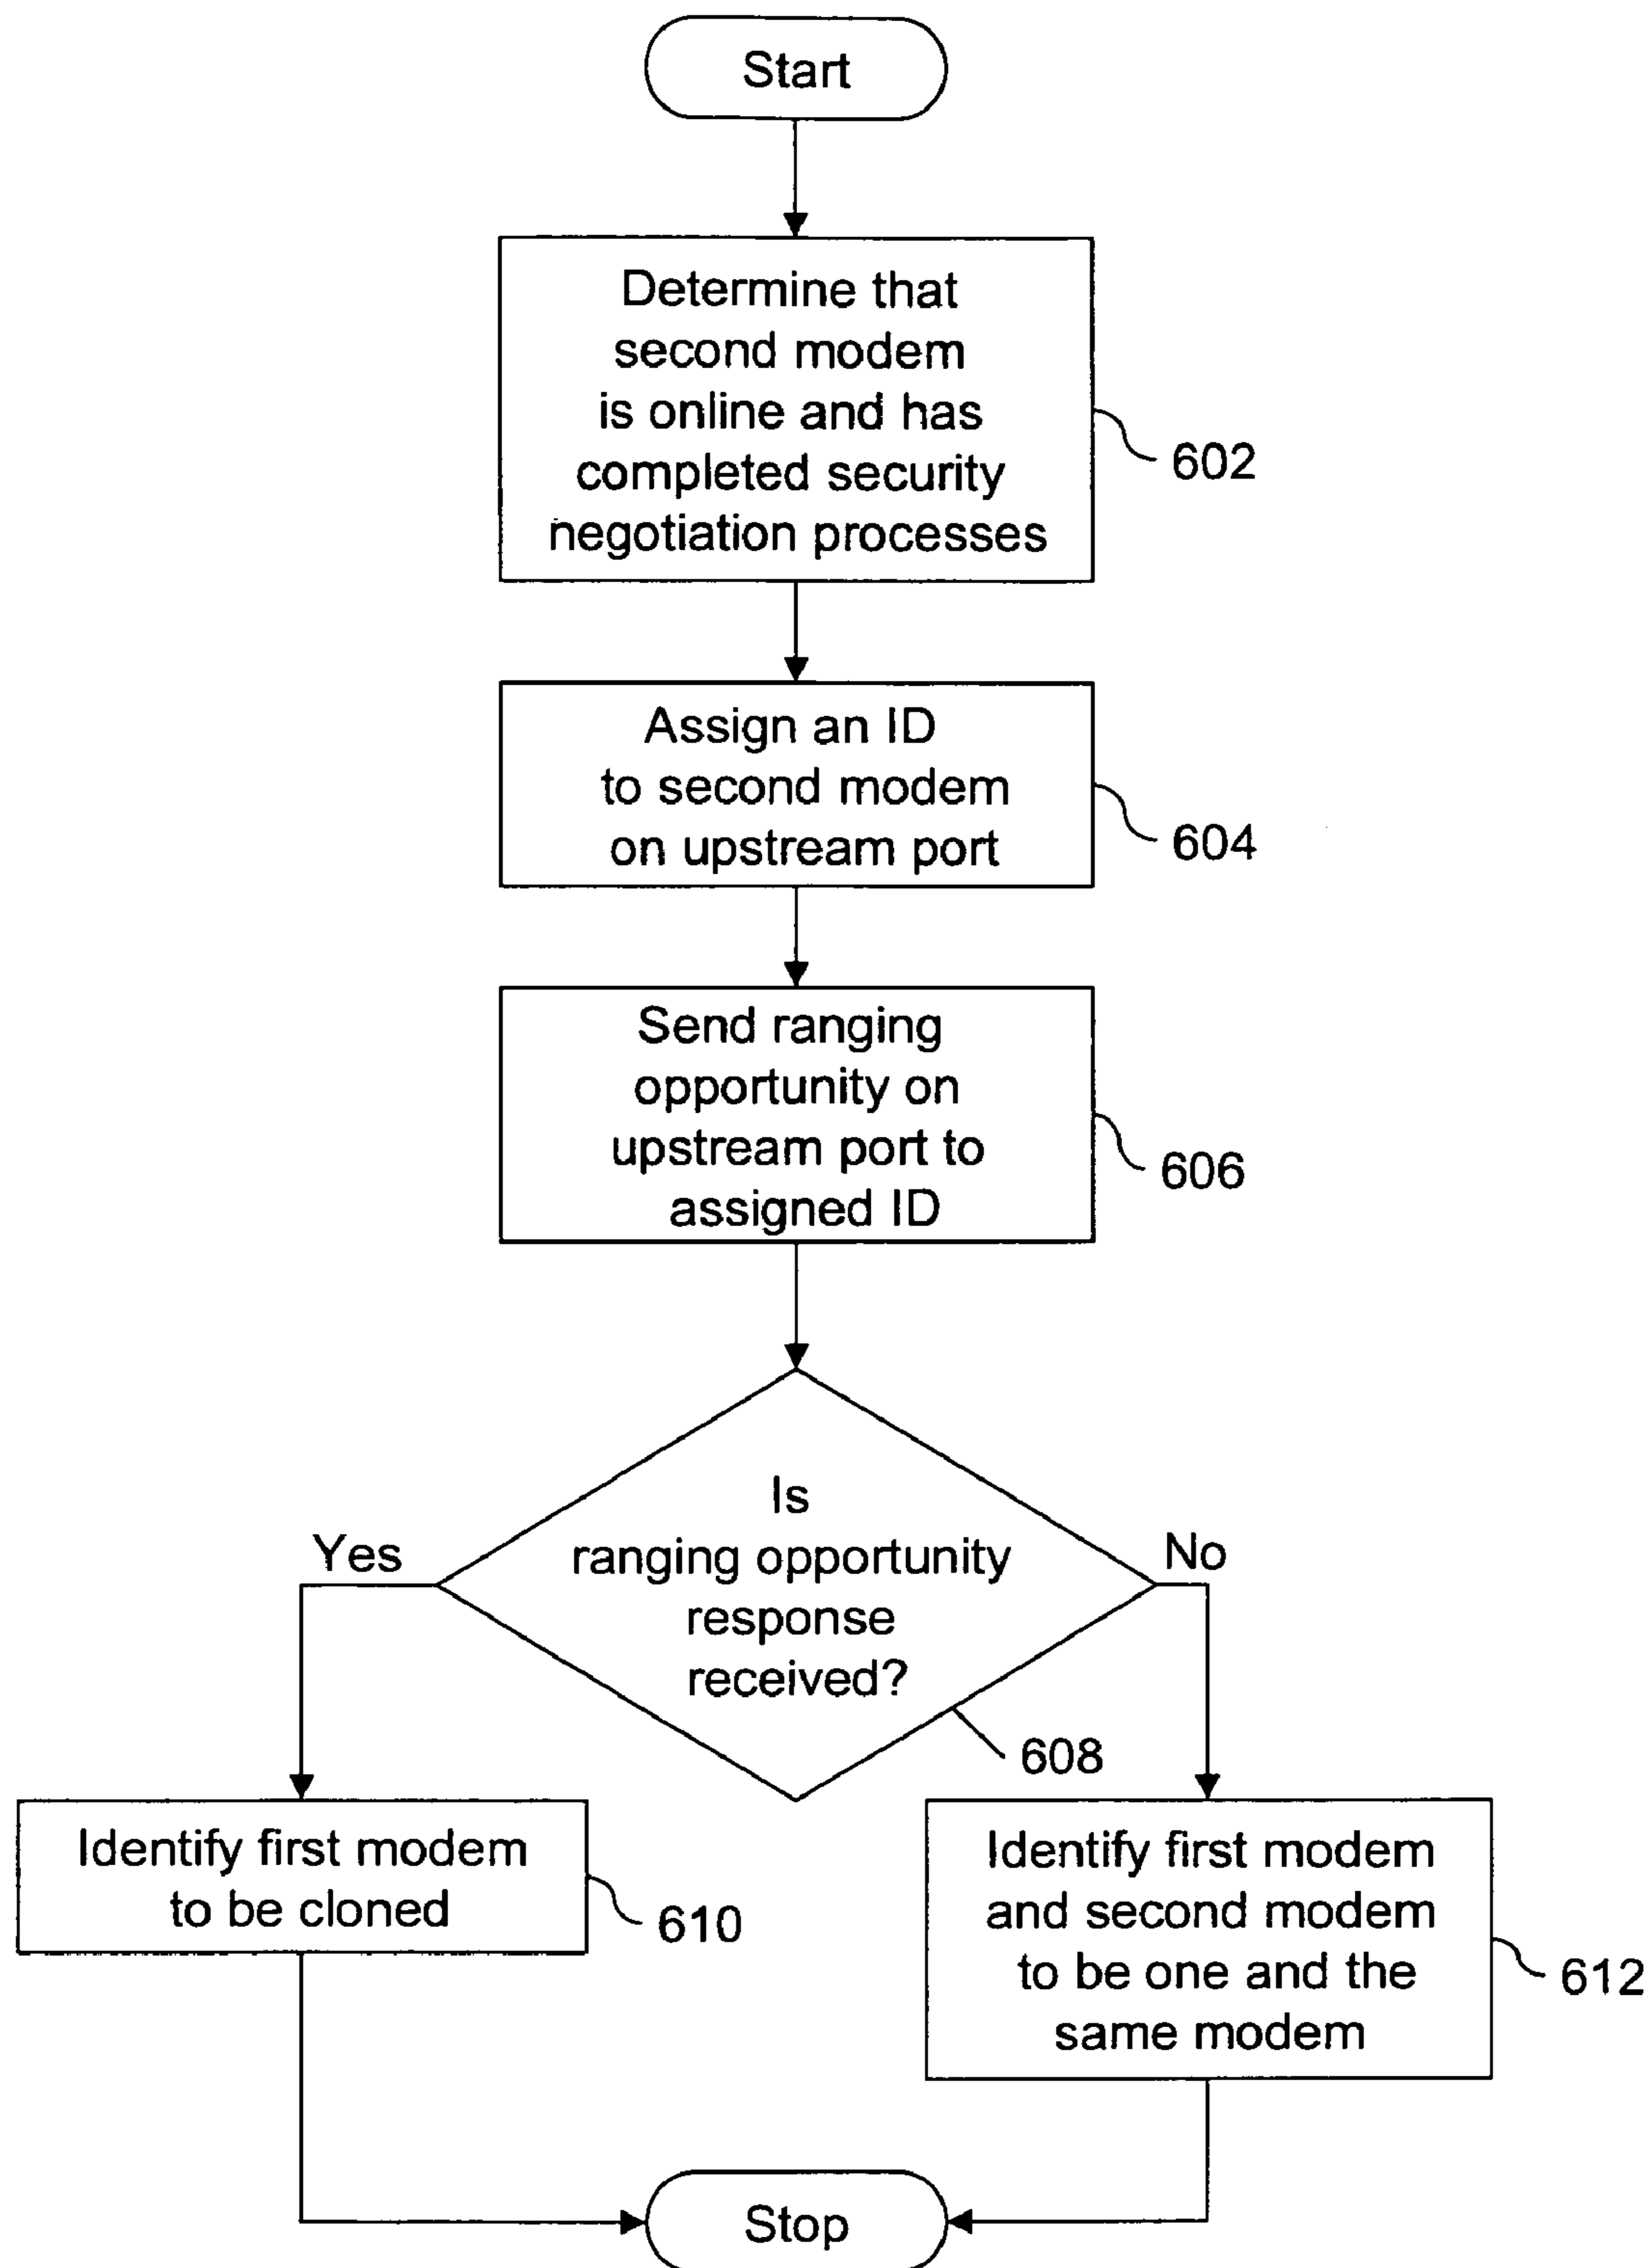 Start
Determine that
second modem
is online and has
completed security
negotiation processes
602
Assign an ID
to second modem
on upstream port
604
Send ranging
opportunity on
upstream port to
assigned ID
606
Is
ranging opportunity
response
received?
Yes
No
608
Identify first modem
to be cloned
610
Identify first modem
and second modem
to be one and the
same modem
612
Stop